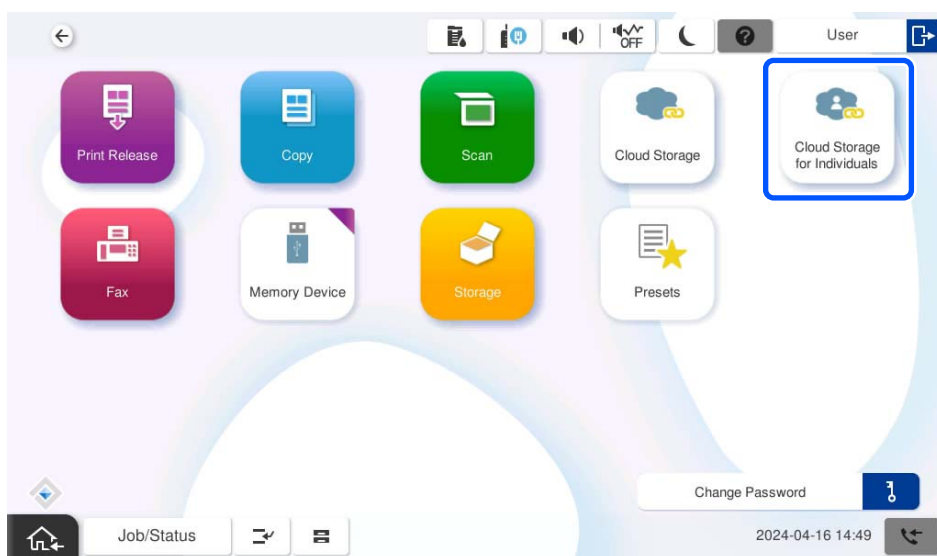 OFF
User
Print Release
Copy
Scan
Cloud Storage
Cloud Storage
for Individuals
Fax
Memory Device
Storage
Presets
Change Password
Job/Status
2024-04-16 14:49